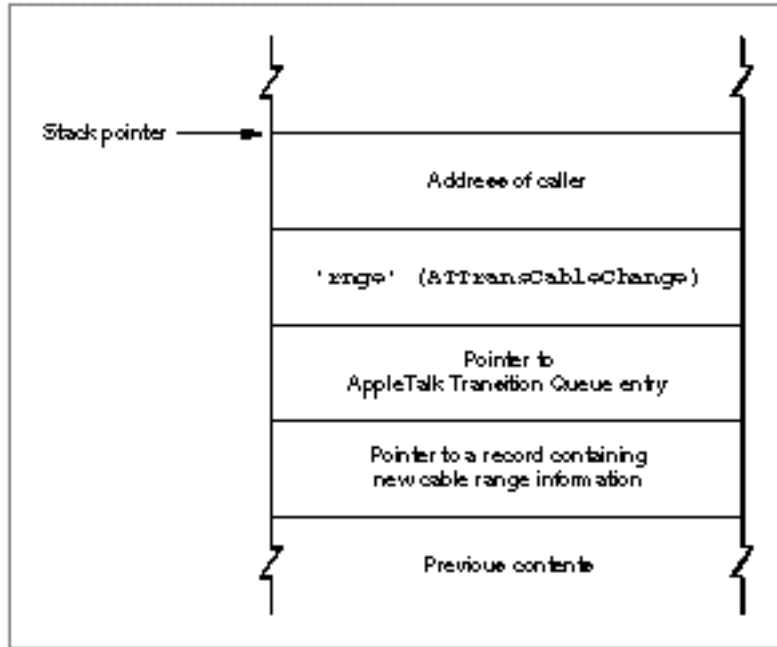 Stack pointer
Address of caller
'rnge' (ATTransCableChange)
Pointer to
AppleTalk Transition Queue entry
Pointer to a record containing
new cable range information
Previous contents